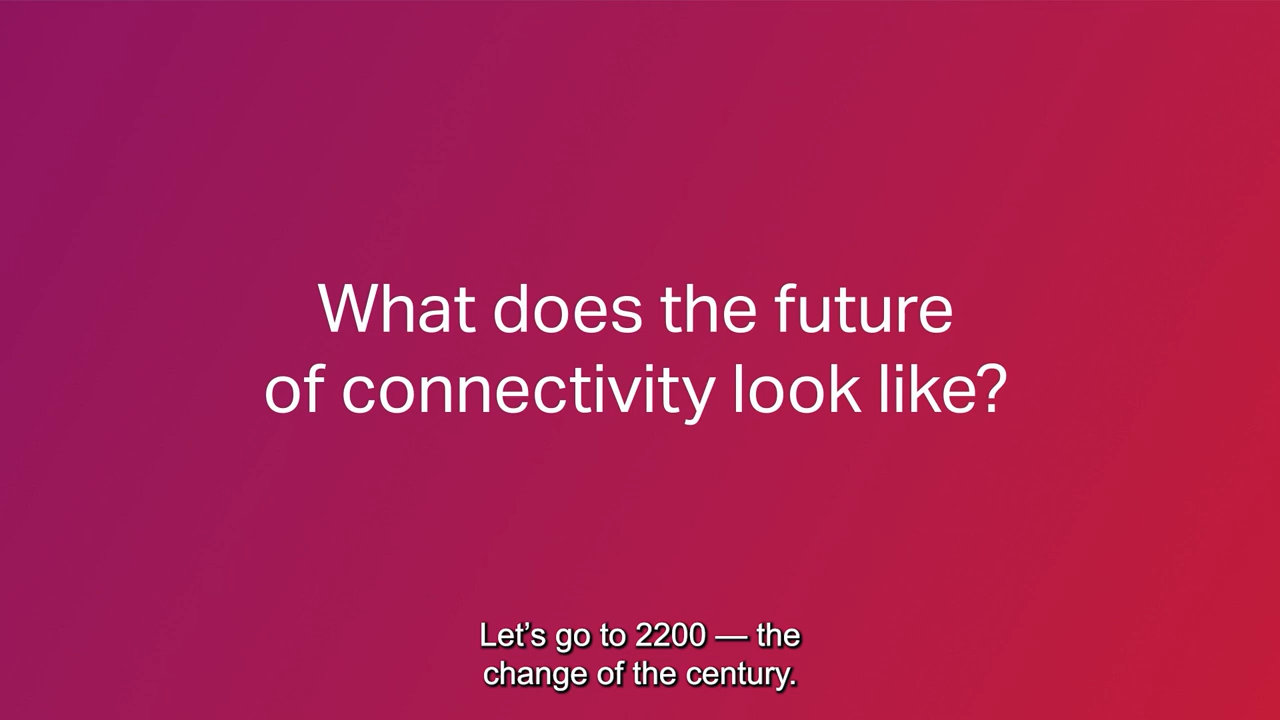 What does the future
of connectivity look like?
Let’s go to 2200 — the
change of the century.